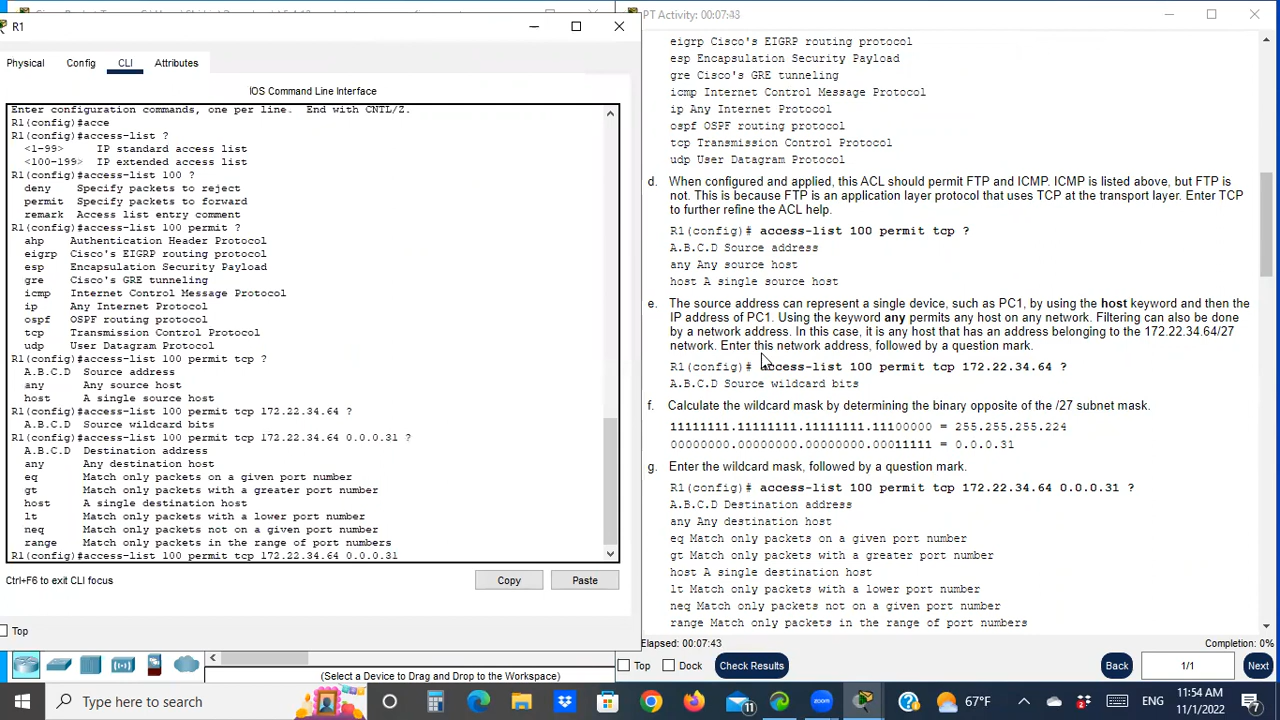 R1
Physical
Config
CLI
Attributes
IOS Command Line Interface
Enter configuration commands, one per line.  End with CNTL/Z.
R1(config)#acce
R1(config)#access-list ?
<1-99>  IP standard access list
<100-199>  IP extended access list
R1(config)#access-list 100 ?
deny  Specify packets to reject
permit  Specify packets to forward
remark  Access list entry comment
R1(config)#access-list 100 permit ?
ahp  Authentication Header Protocol
eigrp  Cisco's EIGRP routing protocol
esp  Encapsulation Security Payload
gre  Cisco's GRE tunneling
icmp  Internet Control Message Protocol
ip  Any Internet Protocol
ospf  OSPF routing protocol
tcp  Transmission Control Protocol
udp  User Datagram Protocol
R1(config)#access-list 100 permit tcp ?
A.B.C.D  Source address
any  Any source host
host  A single source host
R1(config)#access-list 100 permit tcp 172.22.34.64 ?
A.B.C.D  Source wildcard bits
R1(config)#access-list 100 permit tcp 172.22.34.64 0.0.0.31 ?
A.B.C.D  Destination address
any  Any destination host
eq  Match only packets on a given port number
gt  Match only packets with a greater port number
host  A single destination host
lt  Match only packets with a lower port number
neq  Match only packets not on a given port number
range  Match only packets in the range of port numbers
R1(config)#access-list 100 permit tcp 172.22.34.64 0.0.0.31
Ctrl+F6 to exit CLI focus
Copy
Paste
Top
(Select a Device to Drag and Drop to the Workspace)
PT Activity: 00:07:43
eigrp Cisco's EIGRP routing protocol
esp Encapsulation Security Payload
gre Cisco's GRE tunneling
icmp Internet Control Message Protocol
ip Any Internet Protocol
ospf OSPF routing protocol
tcp Transmission Control Protocol
udp User Datagram Protocol
d. When configured and applied, this ACL should permit FTP and ICMP. ICMP is listed above, but FTP is
not. This is because FTP is an application layer protocol that uses TCP at the transport layer. Enter TCP
to further refine the ACL help.
R1(config)# access-list 100 permit tcp ?
A.B.C.D Source address
any Any source host
host A single source host
e. The source address can represent a single device, such as PC1, by using the host keyword and then the
IP address of PC1. Using the keyword any permits any host on any network. Filtering can also be done
by a network address. In this case, it is any host that has an address belonging to the 172.22.34.64/27
network. Enter this network address, followed by a question mark.
R1(config)# access-list 100 permit tcp 172.22.34.64 ?
A.B.C.D Source wildcard bits
f. Calculate the wildcard mask by determining the binary opposite of the /27 subnet mask.
11111111.11111111.11111111.11100000 = 255.255.255.224
00000000.00000000.00000000.00011111 = 0.0.0.31
g. Enter the wildcard mask, followed by a question mark.
R1(config)# access-list 100 permit tcp 172.22.34.64 0.0.0.31 ?
A.B.C.D Destination address
any Any destination host
eq Match only packets on a given port number
gt Match only packets with a greater port number
host A single destination host
lt Match only packets with a lower port number
neq Match only packets not on a given port number
range Match only packets in the range of port numbers
Elapsed: 00:07:43
Completion: 0%
Top
Dock
Check Results
Back
1/1
Next
Type here to search
11
67°F
2
ENG
11:54 AM
11/1/2022
7